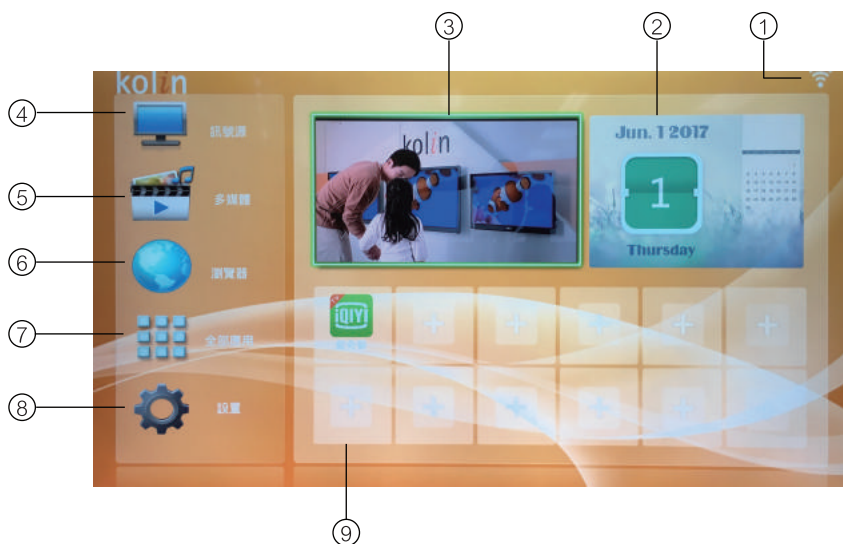 ③
②
①
kolin
④
訊號源
kolin
Jun. 1 2017
1
Thursday
⑤
多媒體
⑥
瀏覽器
⑦
全部應用
iQIYI
⑧
設置
⑨